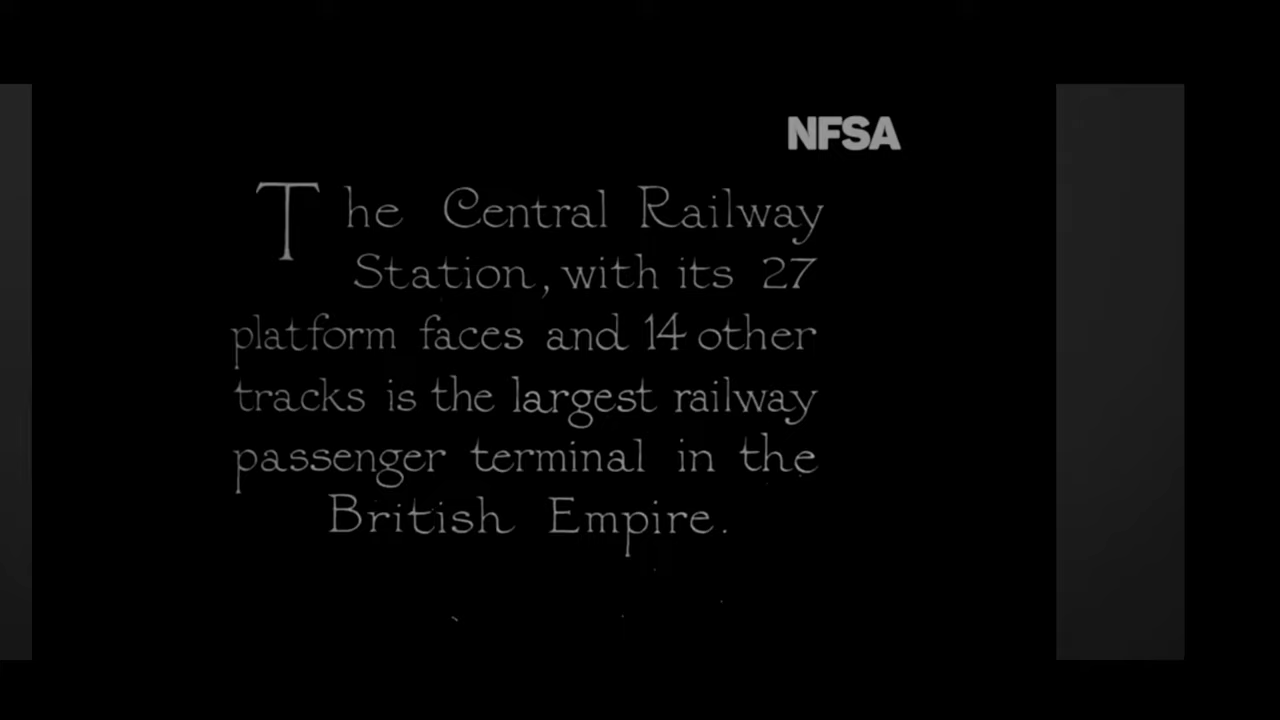 NFSA
The Central Railway
Station, with its 27
platform faces and 14 other
tracks is the largest railway
passenger terminal in the
British Empire.